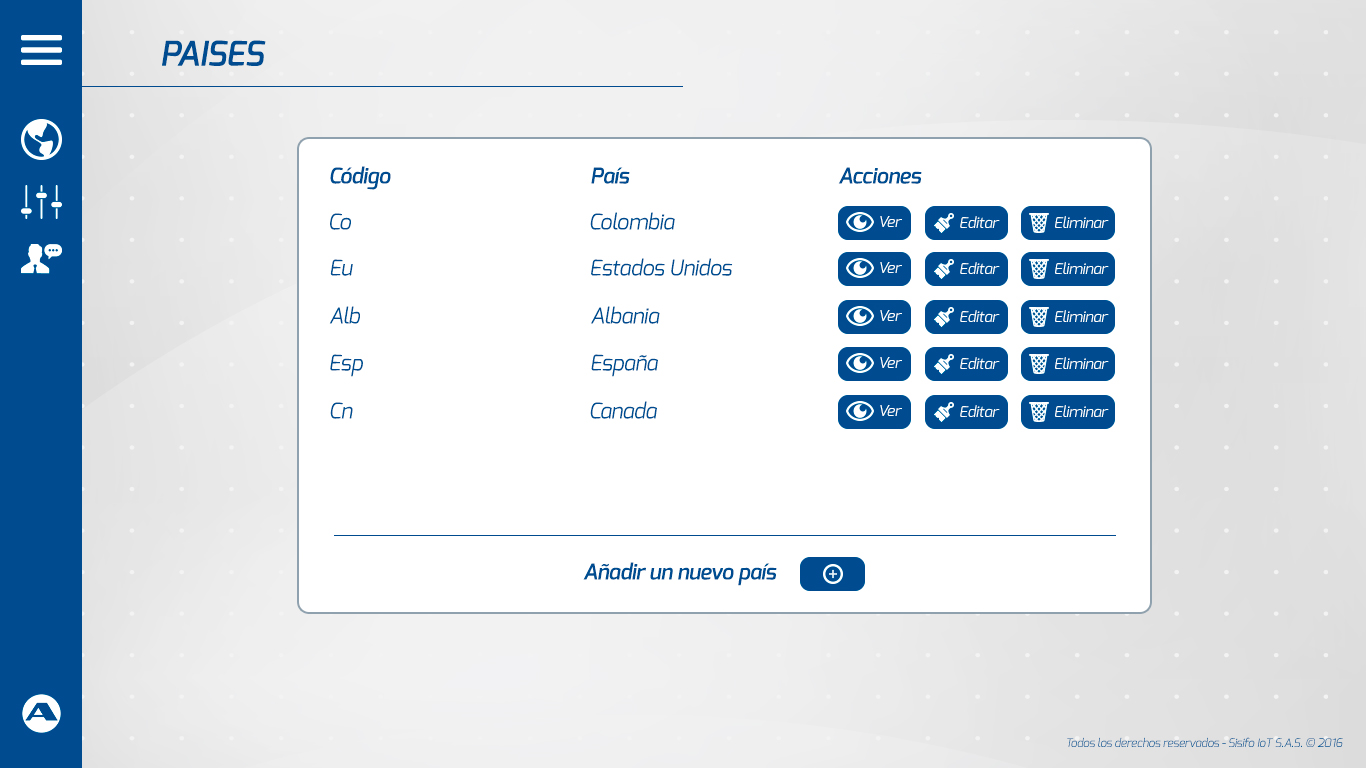 PAISES
Código País Acciones
Co Colombia Ver Editar Eliminar
Eu Estados Unidos Ver Editar Eliminar
Alb Albania Ver Editar Eliminar
Esp España Ver Editar Eliminar
Cn Canada Ver Editar Eliminar
Añadir un nuevo país
Todos los derechos reservados - Sisifo IoT S.A.S. © 2016